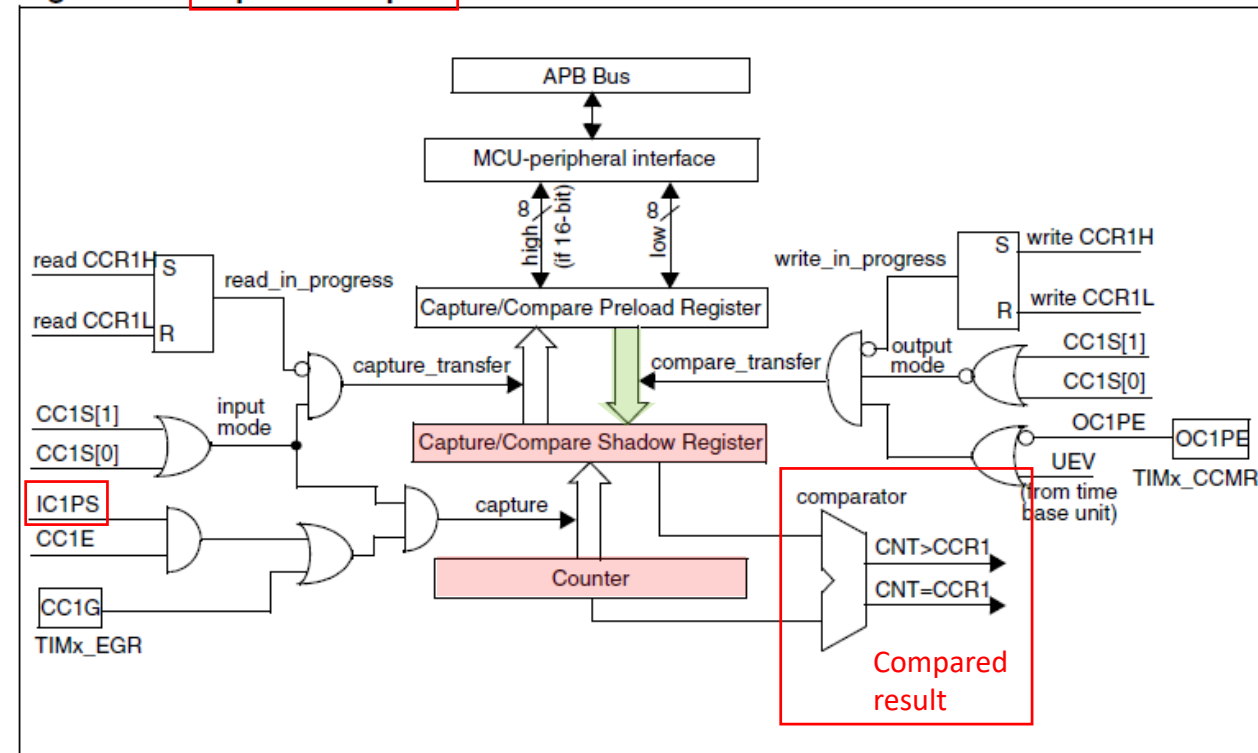 APB Bus
MCU-peripheral interface
8
high
(if 16-bit)
8
low
read CCR1H
S
read_in_progress
read CCR1L
R
write_in_progress
S
write CCR1H
R
write CCR1L
Capture/Compare Preload Register
capture_transfer
compare_transfer
output
mode
CC1S[1]
CC1S[0]
CC1S[1]
input
mode
CC1S[0]
Capture/Compare Shadow Register
OC1PE
OC1PE
UEV
TIMx_CCMR
(from time
base unit)
IC1PS
CC1E
capture
comparator
CNT>CCR1
Counter
CNT=CCR1
CC1G
TIMx_EGR
Compared
result